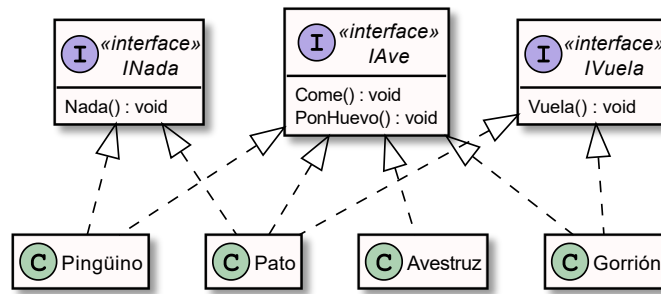 I «interface»
INada
Nada() : void
I «interface»
IAve
Come() : void
PonHuevo() : void
I «interface»
IVuela
Vuela() : void
C Pingüino
C Pato
C Avestruz
C Gorrión